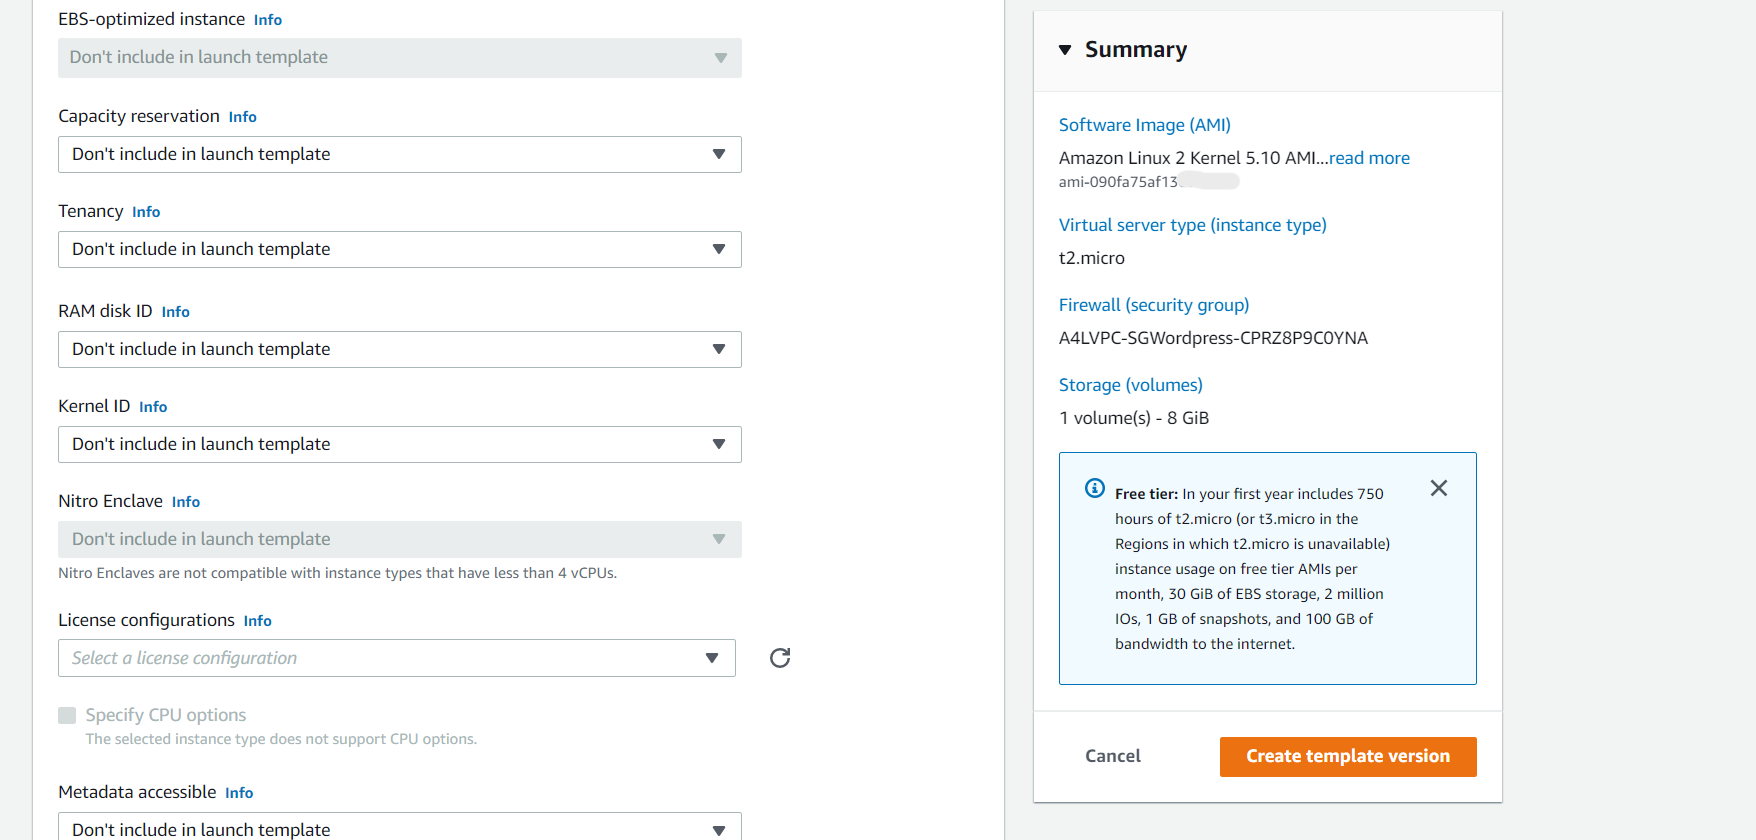 EBS-optimized instance Info
Don't include in launch template
Capacity reservation Info
Don't include in launch template
Tenancy Info
Don't include in launch template
RAM disk ID Info
Don't include in launch template
Kernel ID Info
Don't include in launch template
Nitro Enclave Info
Don't include in launch template
Nitro Enclaves are not compatible with instance types that have less than 4 vCPUs.
License configurations Info
Select a license configuration
Specify CPU options
The selected instance type does not support CPU options.
Metadata accessible Info
Don't include in launch template
Summary
Software Image (AMI)
Amazon Linux 2 Kernel 5.10 AMI...read more
ami-090fa75af13
Virtual server type (instance type)
t2.micro
Firewall (security group)
A4LVPC-SGWordpress-CPRZ8P9C0YNA
Storage (volumes)
1 volume(s) - 8 GiB
Free tier: In your first year includes 750
hours of t2.micro (or t3.micro in the
Regions in which t2.micro is unavailable)
instance usage on free tier AMIs per
month, 30 GiB of EBS storage, 2 million
IOs, 1 GB of snapshots, and 100 GB of
bandwidth to the internet.
Cancel
Create template version